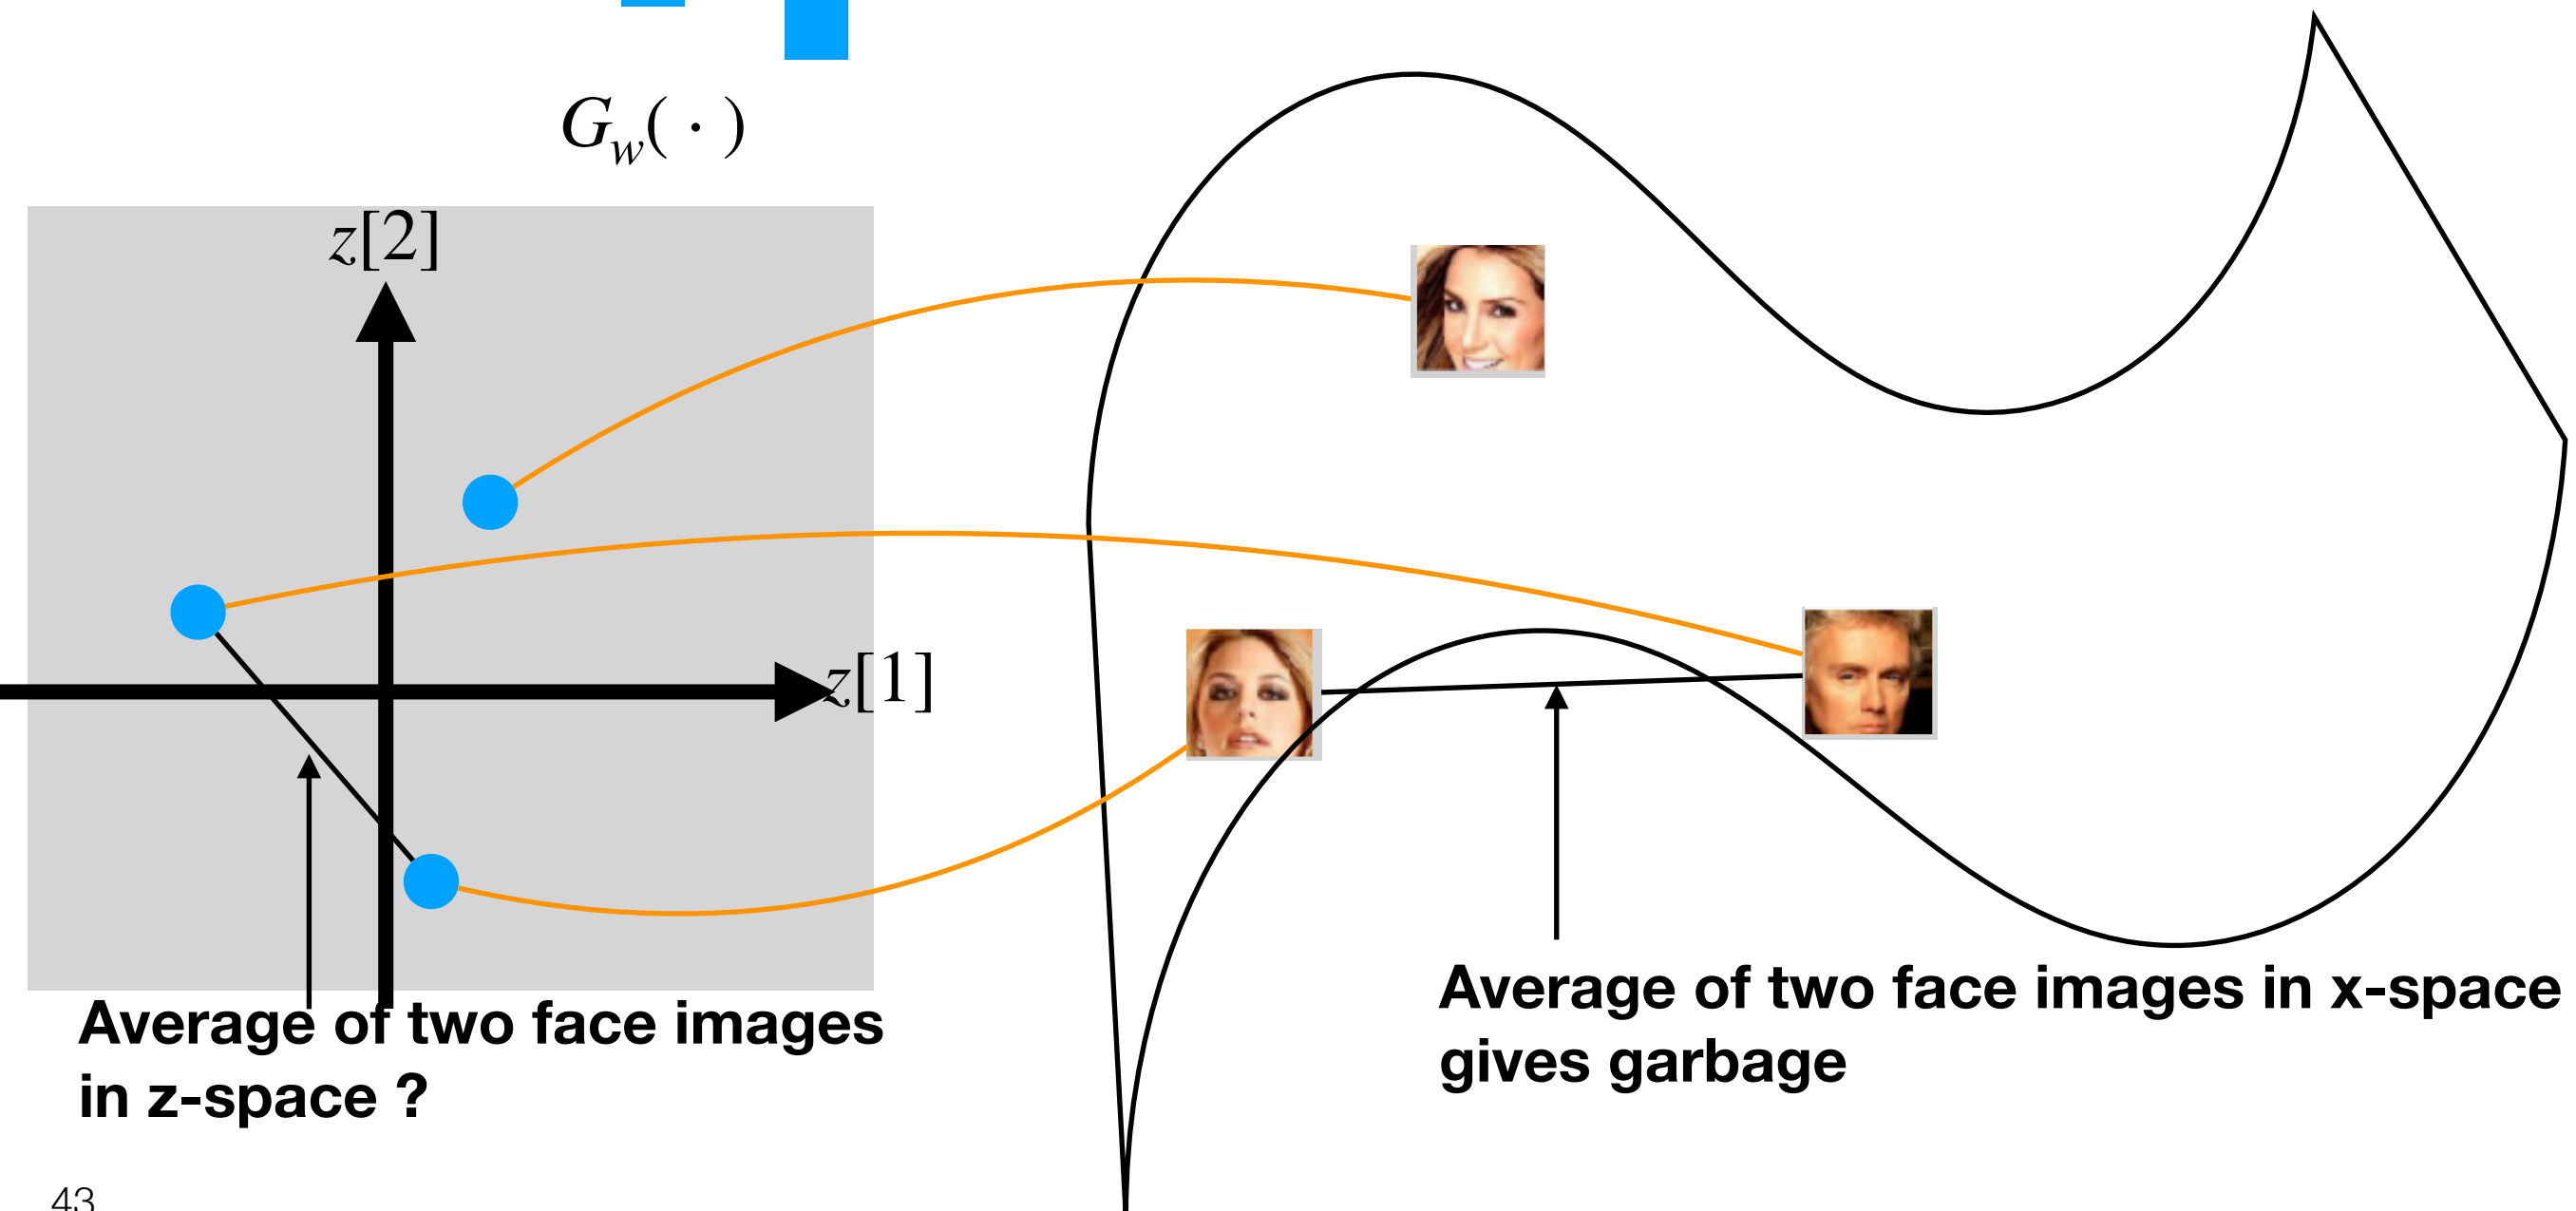 G_w( · )
z[2]
z[1]
Average of two face images
in z-space ?
Average of two face images in x-space
gives garbage
43